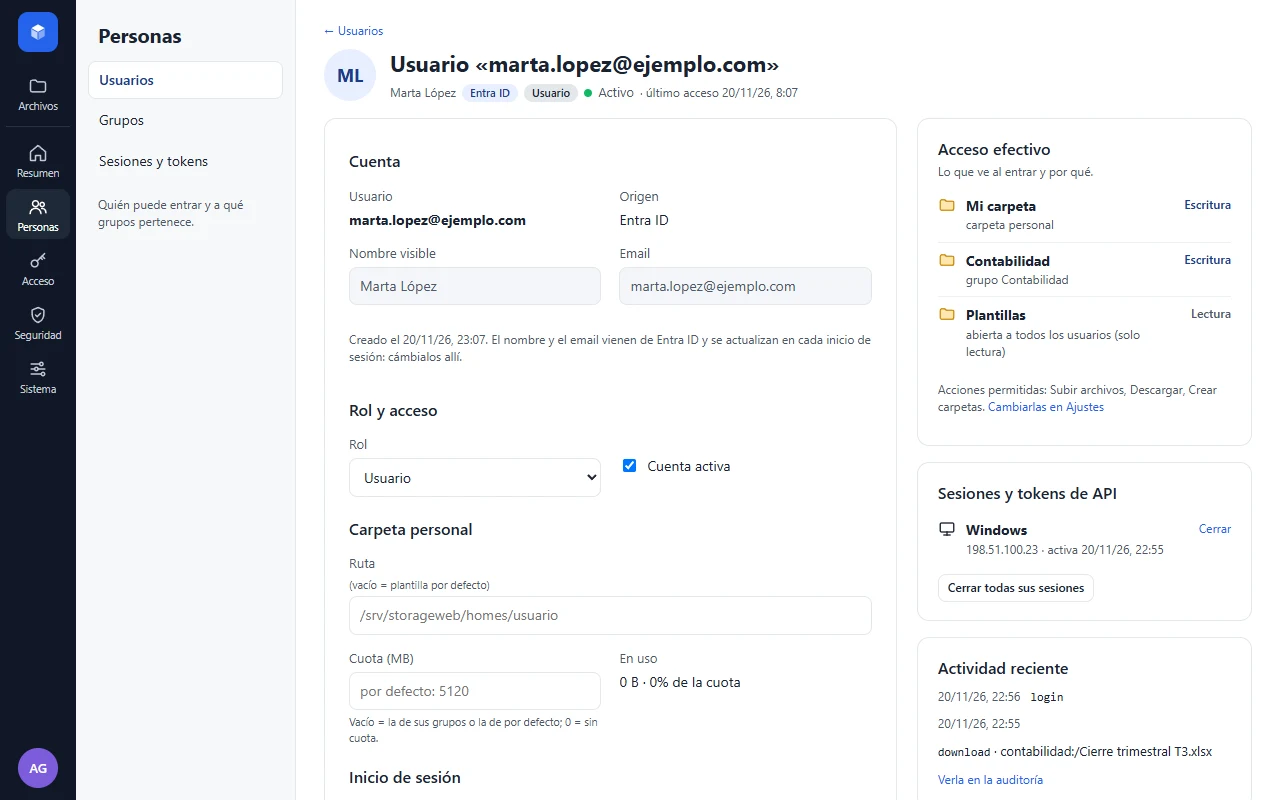 Archivos
Resumen
Personas
Acceso
Seguridad
Sistema
AG
Personas
Usuarios
Grupos
Sesiones y tokens
Quién puede entrar y a qué
grupos pertenece.
← Usuarios
ML
Usuario «marta.lopez@ejemplo.com»
Marta López Entra ID Usuario Activo · último acceso 20/11/26, 8:07
Cuenta
Usuario
marta.lopez@ejemplo.com
Origen
Entra ID
Nombre visible
Marta López
Email
marta.lopez@ejemplo.com
Creado el 20/11/26, 23:07. El nombre y el email vienen de Entra ID y se actualizan en cada inicio de
sesión: cámbialos allí.
Rol y acceso
Rol
Usuario
Cuenta activa
Carpeta personal
Ruta
(vacío = plantilla por defecto)
/srv/storageweb/homes/usuario
Cuota (MB)
por defecto: 5120
Vacío = la de sus grupos o la de por defecto; 0 = sin
cuota.
En uso
0 B · 0% de la cuota
Inicio de sesión
Acceso efectivo
Lo que ve al entrar y por qué.
Mi carpeta Escritura
carpeta personal
Contabilidad Escritura
grupo Contabilidad
Plantillas Lectura
abierta a todos los usuarios (solo
lectura)
Acciones permitidas: Subir archivos, Descargar, Crear
carpetas. Cambiarlas en Ajustes
Sesiones y tokens de API
Windows Cerrar
198.51.100.23 · activa 20/11/26, 22:55
Cerrar todas sus sesiones
Actividad reciente
20/11/26, 22:56 login
20/11/26, 22:55
download · contabilidad:/Cierre trimestral T3.xlsx
Verla en la auditoría